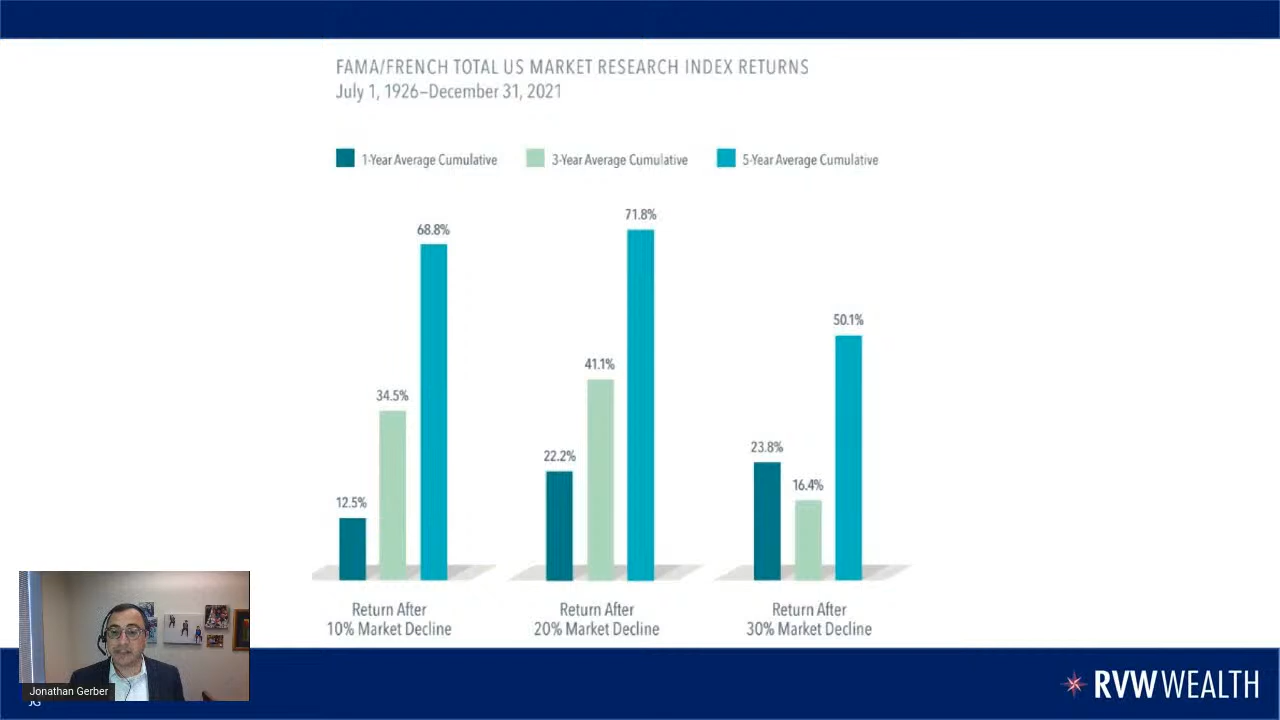 FAMA/FRENCH TOTAL US MARKET RESEARCH INDEX RETURNS
July 1, 1926–December 31, 2021
1-Year Average Cumulative
3-Year Average Cumulative
5-Year Average Cumulative
12.5%
34.5%
68.8%
22.2%
41.1%
71.8%
23.8%
16.4%
50.1%
Return After
10% Market Decline
Return After
20% Market Decline
Return After
30% Market Decline
Jonathan Gerber
JG
RVW WEALTH